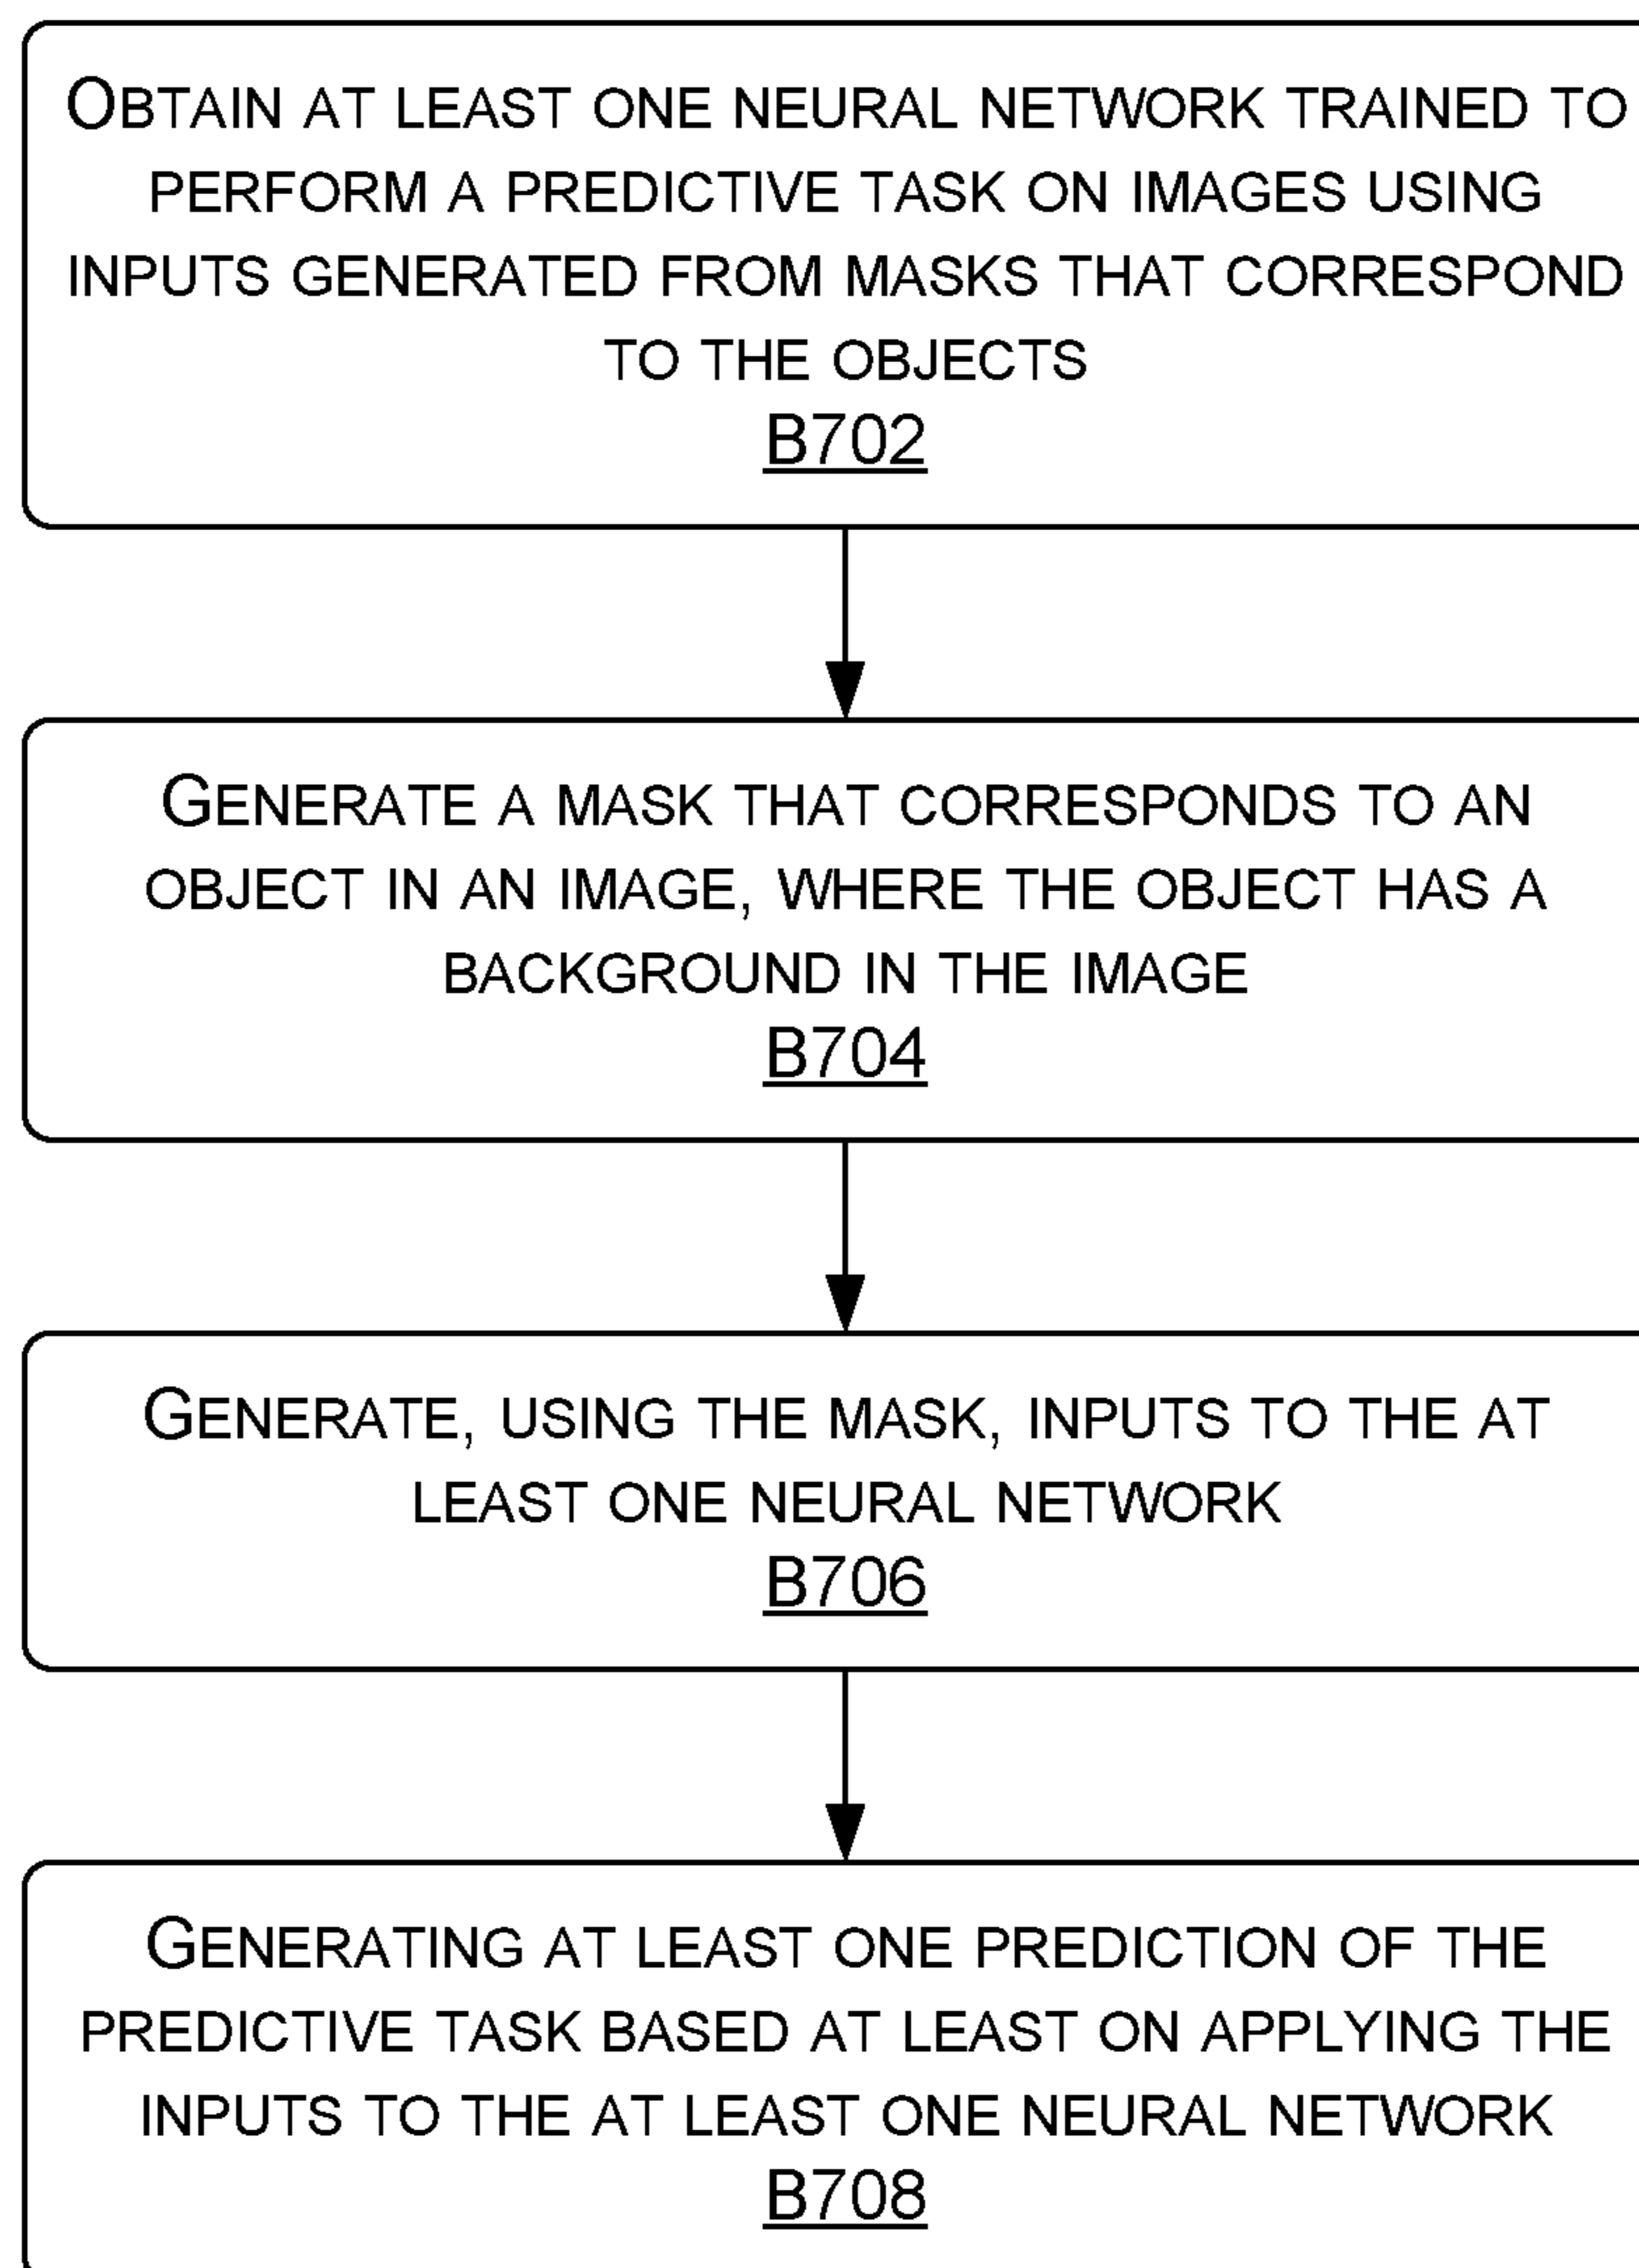 OBTAIN AT LEAST ONE NEURAL NETWORK TRAINED TO
PERFORM A PREDICTIVE TASK ON IMAGES USING
INPUTS GENERATED FROM MASKS THAT CORRESPOND
TO THE OBJECTS
B702
GENERATE A MASK THAT CORRESPONDS TO AN
OBJECT IN AN IMAGE, WHERE THE OBJECT HAS A
BACKGROUND IN THE IMAGE
B704
GENERATE, USING THE MASK, INPUTS TO THE AT
LEAST ONE NEURAL NETWORK
B706
GENERATING AT LEAST ONE PREDICTION OF THE
PREDICTIVE TASK BASED AT LEAST ON APPLYING THE
INPUTS TO THE AT LEAST ONE NEURAL NETWORK
B708